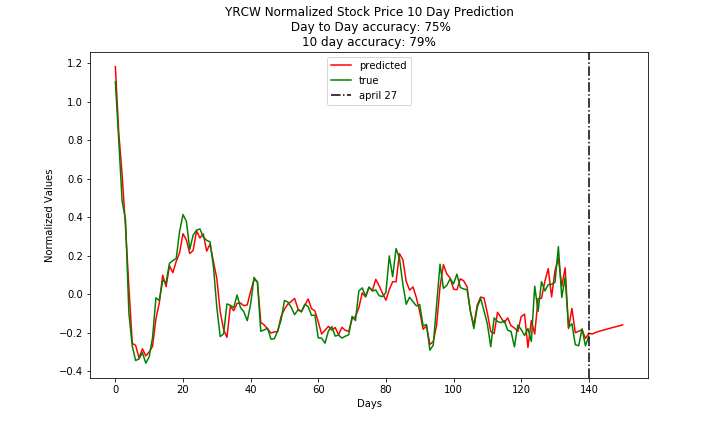 YRCW Normalized Stock Price 10 Day Prediction
Day to Day accuracy: 75%
10 day accuracy: 79%
predicted
true
april 27
1.2
1.0
0.8
0.6
0.4
0.2
0.0
−0.2
−0.4
Normalized Values
0
20
40
60
80
100
120
140
Days